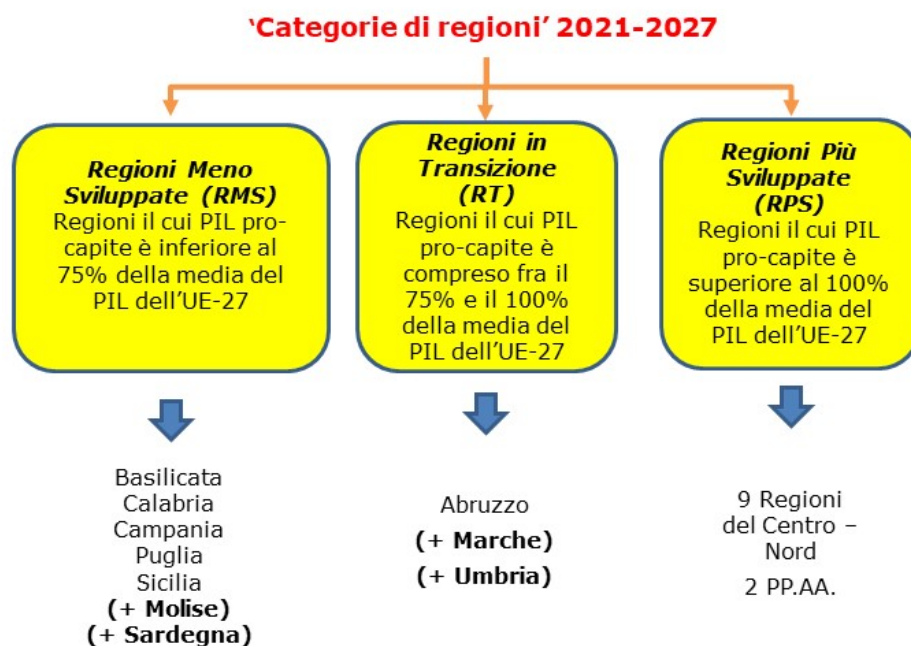 'Categorie di regioni' 2021-2027
Regioni Meno
Sviluppate (RMS)
Regioni il cui PIL pro-
capite è inferiore al
75% della media del
PIL dell'UE-27
Regioni in
Transizione
(RT)
Regioni il cui PIL
pro-capite è
compreso fra il
75% e il 100%
della media del
PIL dell'UE-27
Regioni Più
Sviluppate
(RPS)
Regioni il cui PIL
pro-capite è
superiore al 100%
della media del
PIL dell'UE-27
Basilicata
Calabria
Campania
Puglia
Sicilia
(+ Molise)
(+ Sardegna)
Abruzzo
(+ Marche)
(+ Umbria)
9 Regioni
del Centro –
Nord
2 PP.AA.